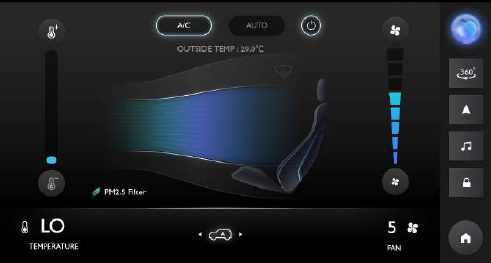 A/C
AUTO
OUTSIDE TEMP : 29.0°C
360°
PM2.5 Filter
LO
TEMPERATURE
5
FAN